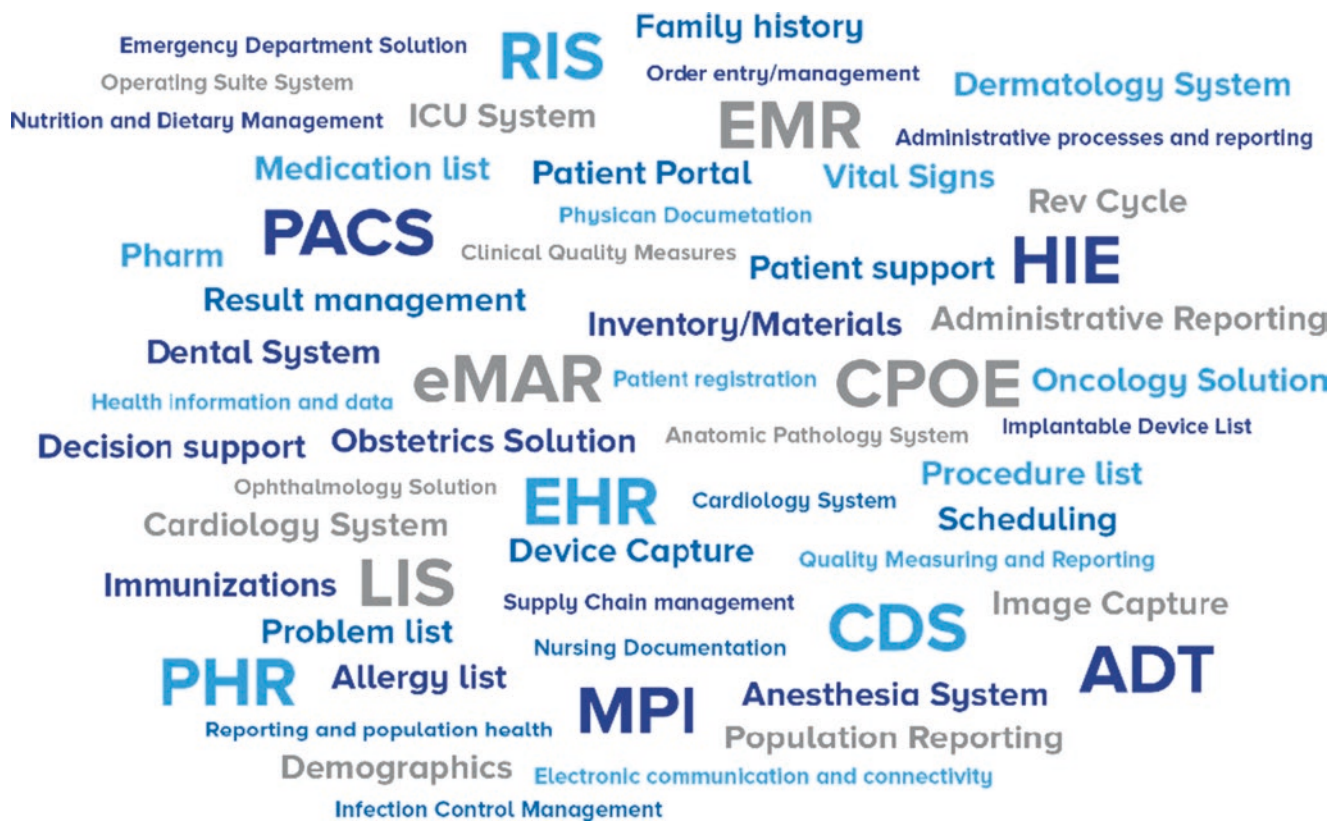 Family history
Emergency Department Solution
RIS
Order entry/management
Operating Suite System
Dermatology System
Nutrition and Dietary Management
ICU System
EMR
Administrative processes and reporting
Medication list
Patient Portal
Vital Signs
Rev Cycle
Physican Documetation
PACS
Pharm
Clinical Quality Measures
Patient support
HIE
Result management
Inventory/Materials
Administrative Reporting
Dental System
eMAR
Patient registration
CPOE
Oncology Solution
Health information and data
Decision support
Obstetrics Solution
Anatomic Pathology System
Implantable Device List
Procedure list
Ophthalmology Solution
EHR
Cardiology System
Cardiology System
Scheduling
Device Capture
Quality Measuring and Reporting
Immunizations
LIS
Supply Chain management
CDS
Image Capture
Problem list
Nursing Documentation
PHR
Allergy list
ADT
MPI
Anesthesia System
Reporting and population health
Population Reporting
Demographics
Electronic communication and connectivity
Infection Control Management